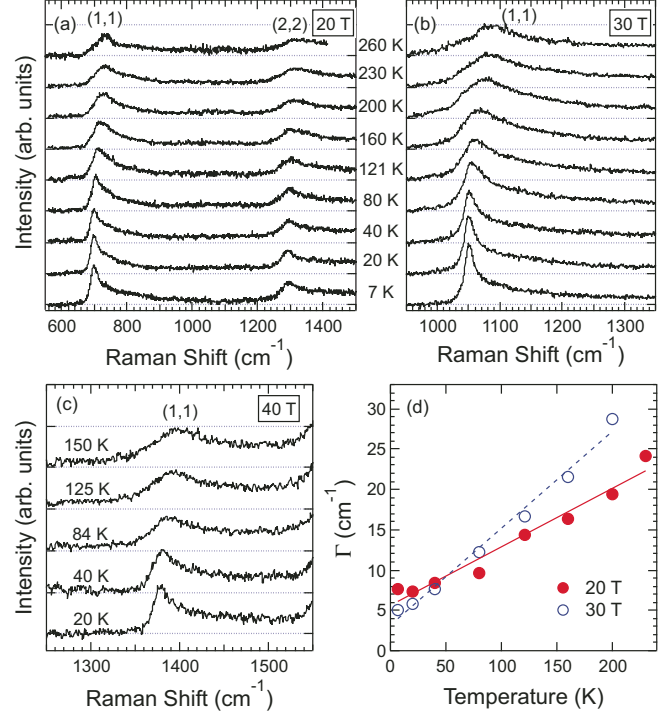 (a)
(1,1)
(2,2)
20 T
Intensity (arb. units)
600
800
1000
1200
1400
Raman Shift (cm-1)
260 K
230 K
200 K
160 K
121 K
80 K
40 K
20 K
7 K
(b)
(1,1)
30 T
1000
1100
1200
1300
Raman Shift (cm-1)
(c)
(1,1)
40 T
Intensity (arb. units)
150 K
125 K
84 K
40 K
20 K
1300
1400
1500
Raman Shift (cm-1)
(d)
Γ (cm-1)
30
25
20
15
10
5
0
20 T
30 T
0
50
100
150
200
Temperature (K)